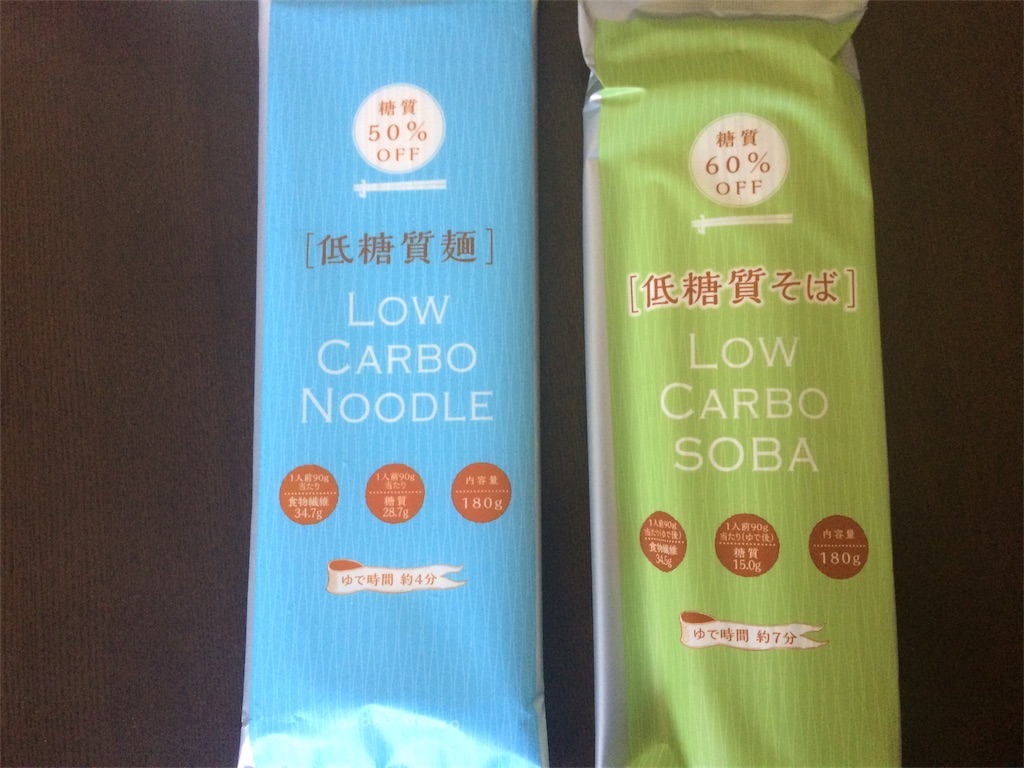 糖質
50%
OFF
[低糖質麺]
LOW
CARBO
NOODLE
1人前90g
当たり
食物繊維
34.7g
1人前90g
当たり
糖質
28.7g
内容量
180g
ゆで時間 約4分
糖質
60%
OFF
[低糖質そば]
LOW
CARBO
SOBA
1人前90g
当たり(ゆで後)
食物繊維
34.5g
1人前90g
当たり(ゆで後)
糖質
15.0g
内容量
180g
ゆで時間 約7分